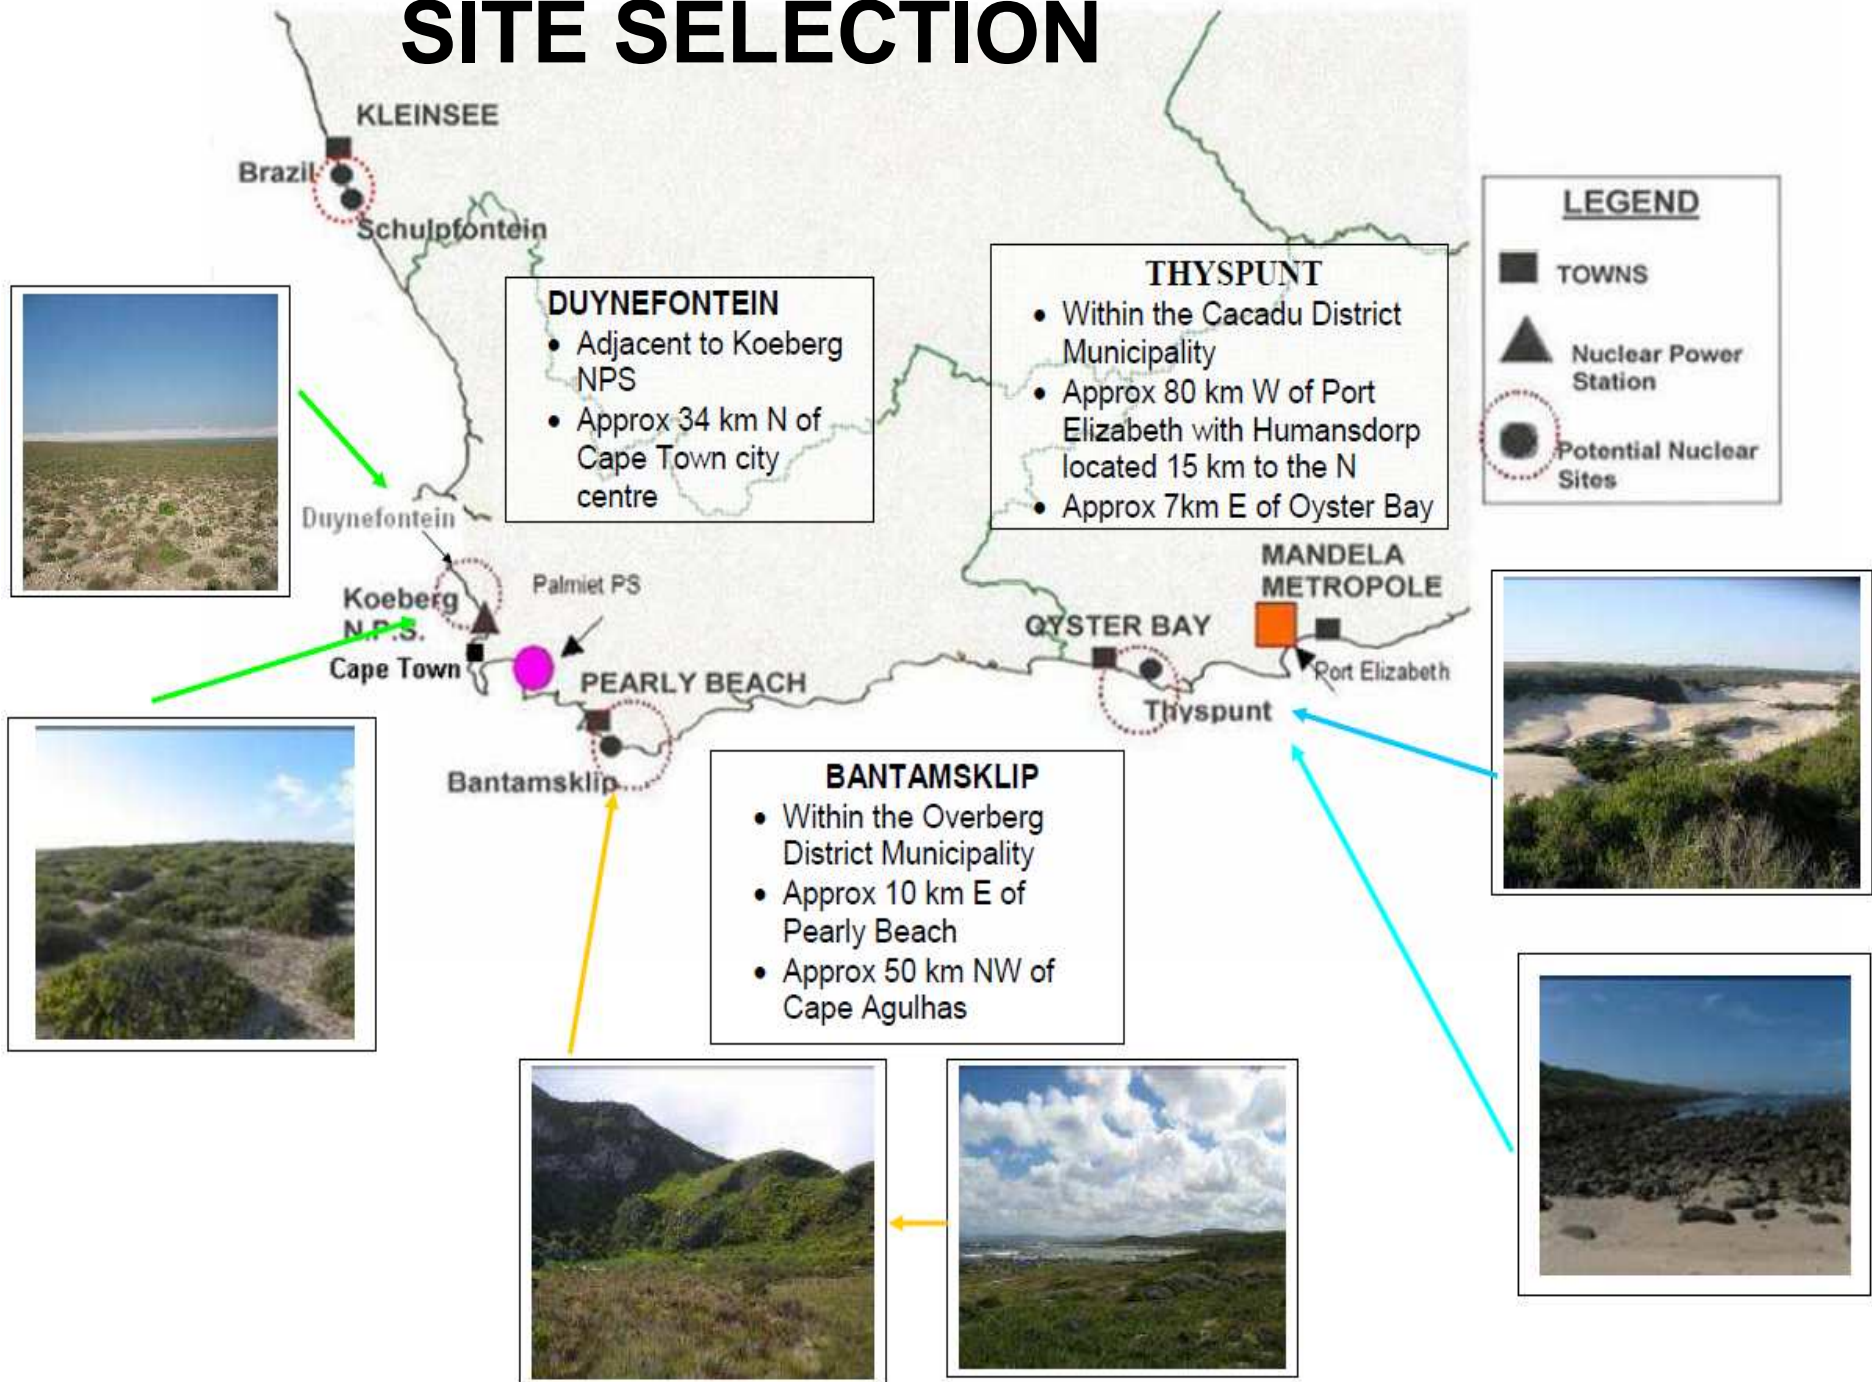 SITE SELECTION
KLEINSEE
Brazil
Schulpfontein
DUYNEFONTEIN
• Adjacent to Koeberg
NPS
• Approx 34 km N of
Cape Town city
centre
THYSPUNT
• Within the Cacadu District
Municipality
• Approx 80 km W of Port
Elizabeth with Humansdorp
located 15 km to the N
• Approx 7km E of Oyster Bay
LEGEND
TOWNS
Nuclear Power
Station
Potential Nuclear
Sites
Duynefontein
Koeberg
N.P.S.
Cape Town
Palmiet PS
PEARLY BEACH
Bantamsklip
OYSTER BAY
MANDELA
METROPOLE
Port Elizabeth
Thyspunt
BANTAMSKLIP
• Within the Overberg
District Municipality
• Approx 10 km E of
Pearly Beach
• Approx 50 km NW of
Cape Agulhas